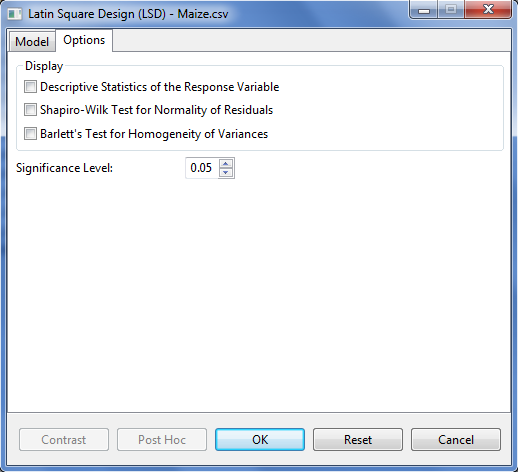 Latin Square Design (LSD) - Maize.csv
Model Options
Display
Descriptive Statistics of the Response Variable
Shapiro-Wilk Test for Normality of Residuals
Barlett's Test for Homogeneity of Variances
Significance Level: 0.05
Contrast Post Hoc OK Reset Cancel